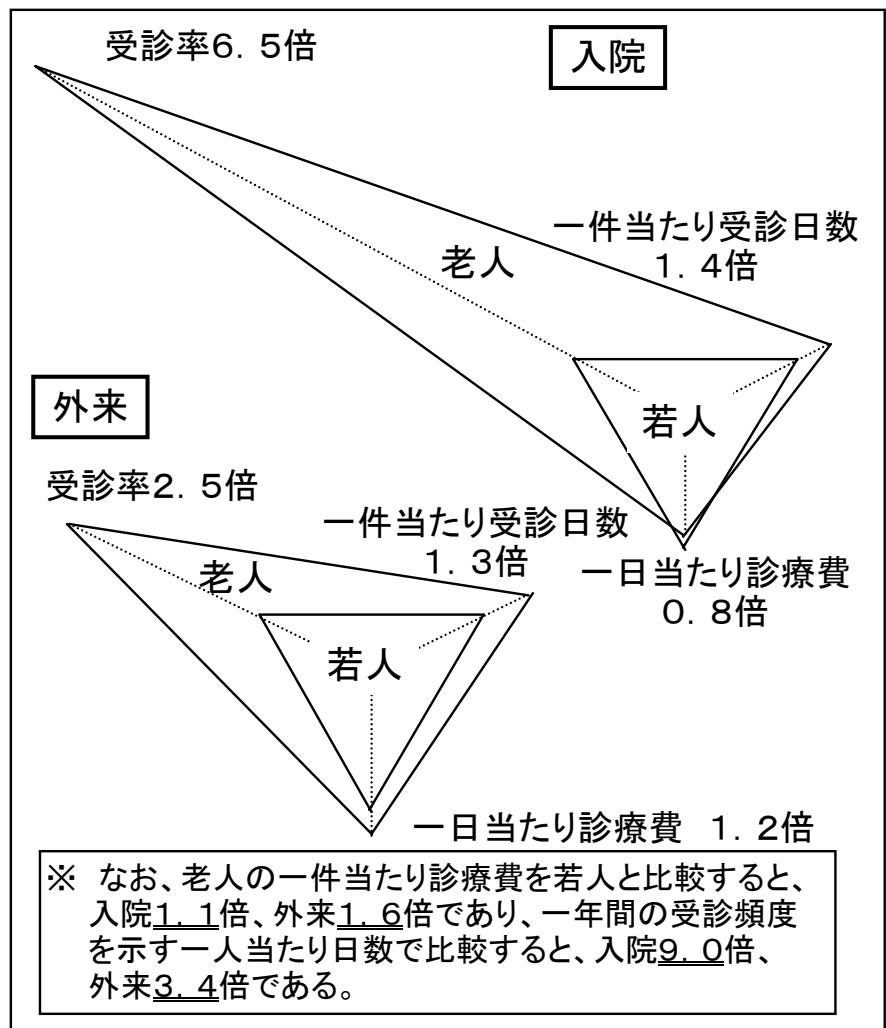 受診率6．5倍
入院
一件当たり受診日数
1．4倍
老人
若人
一日当たり診療費
0．8倍
外来
受診率2．5倍
一件当たり受診日数
1．3倍
老人
若人
一日当たり診療費　1．2倍
※　なお、老人の一件当たり診療費を若人と比較すると、
入院1．1倍、外来1．6倍であり、一年間の受診頻度
を示す一人当たり日数で比較すると、入院9．0倍、
外来3．4倍である。